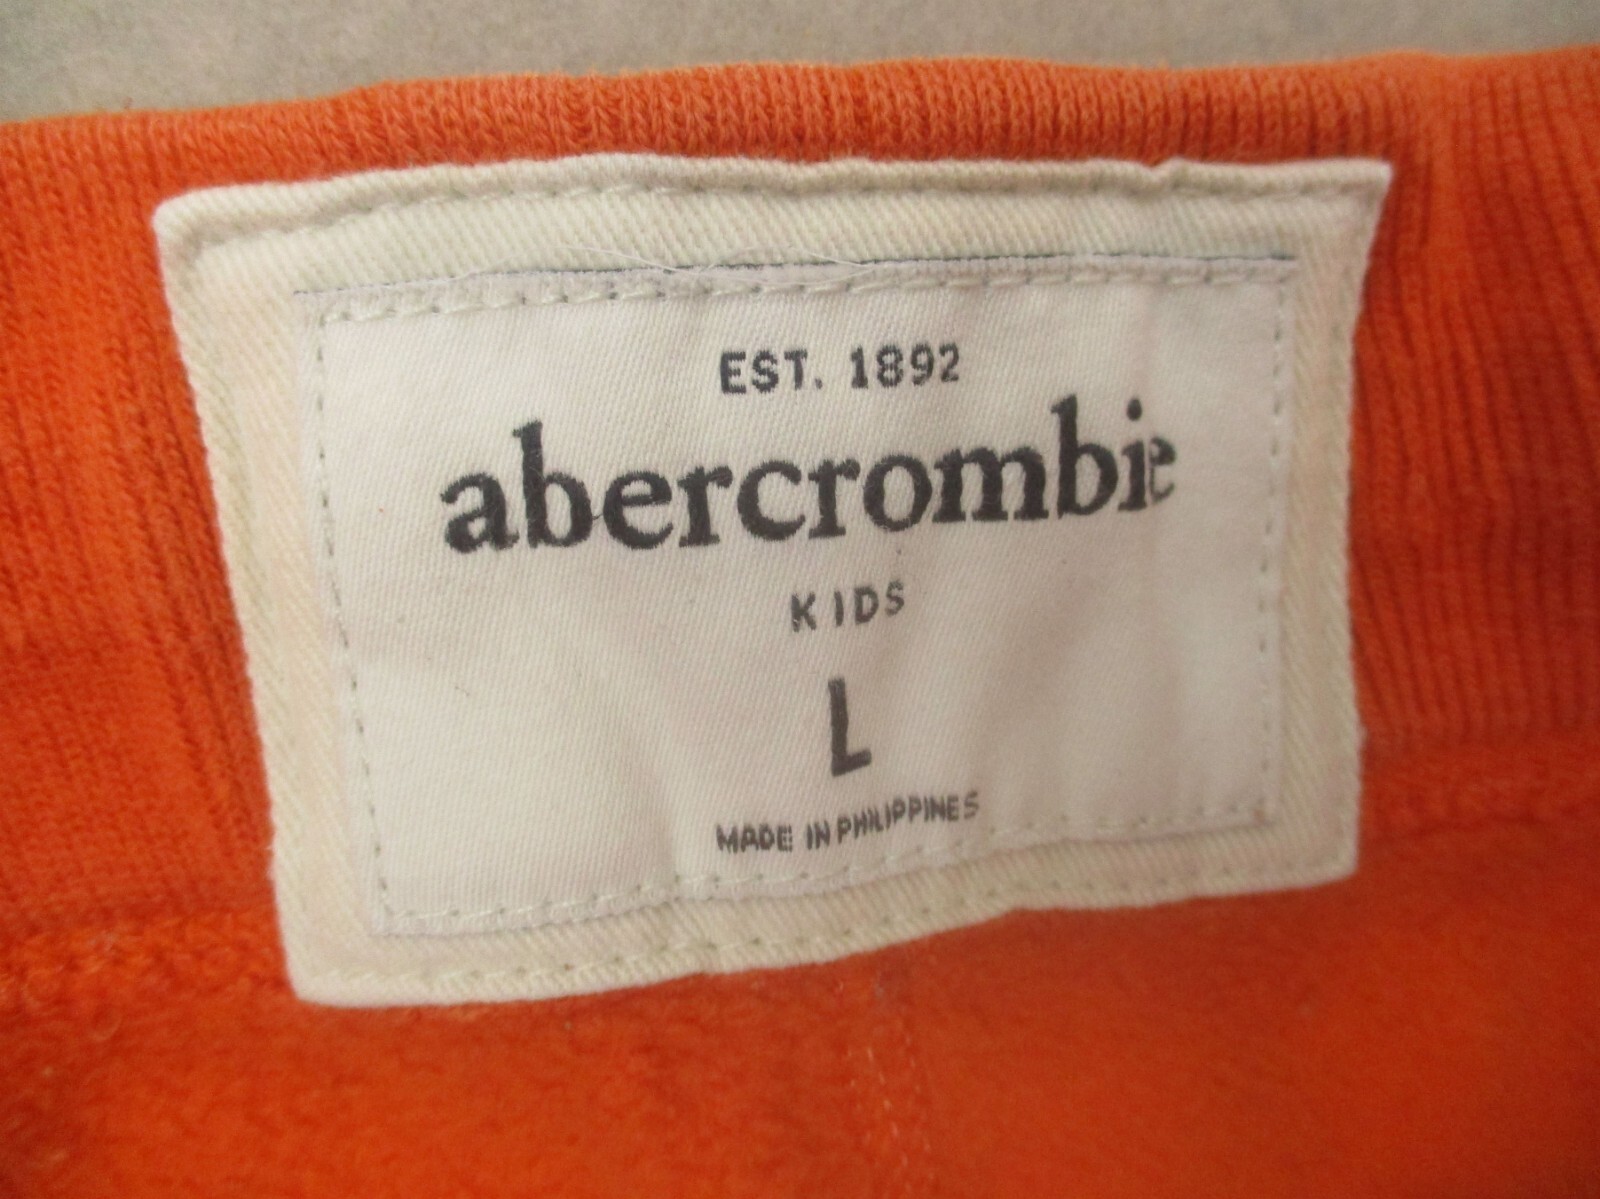 EST. 1892
abercrombie
KIDS
L
MADE IN PHILIPPINES